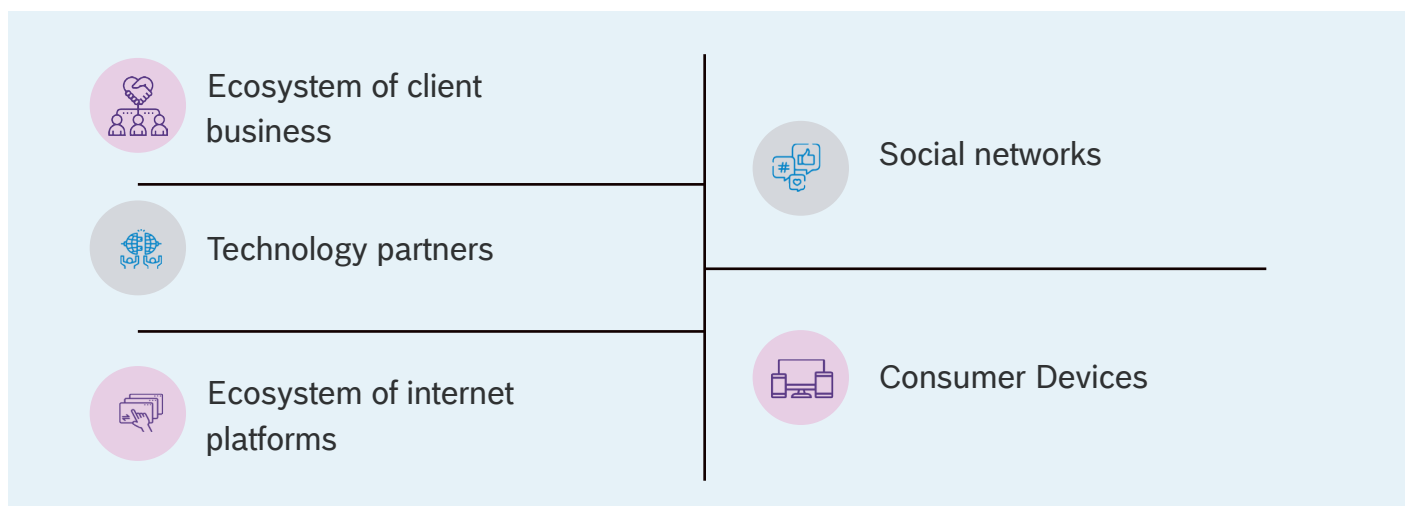 Ecosystem of client
business
Technology partners
Ecosystem of internet
platforms
Social networks
#
Consumer Devices